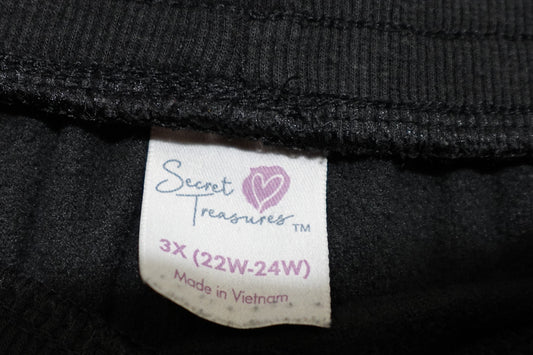 Secret
Treasures™
3X (22W-24W)
Made in Vietnam